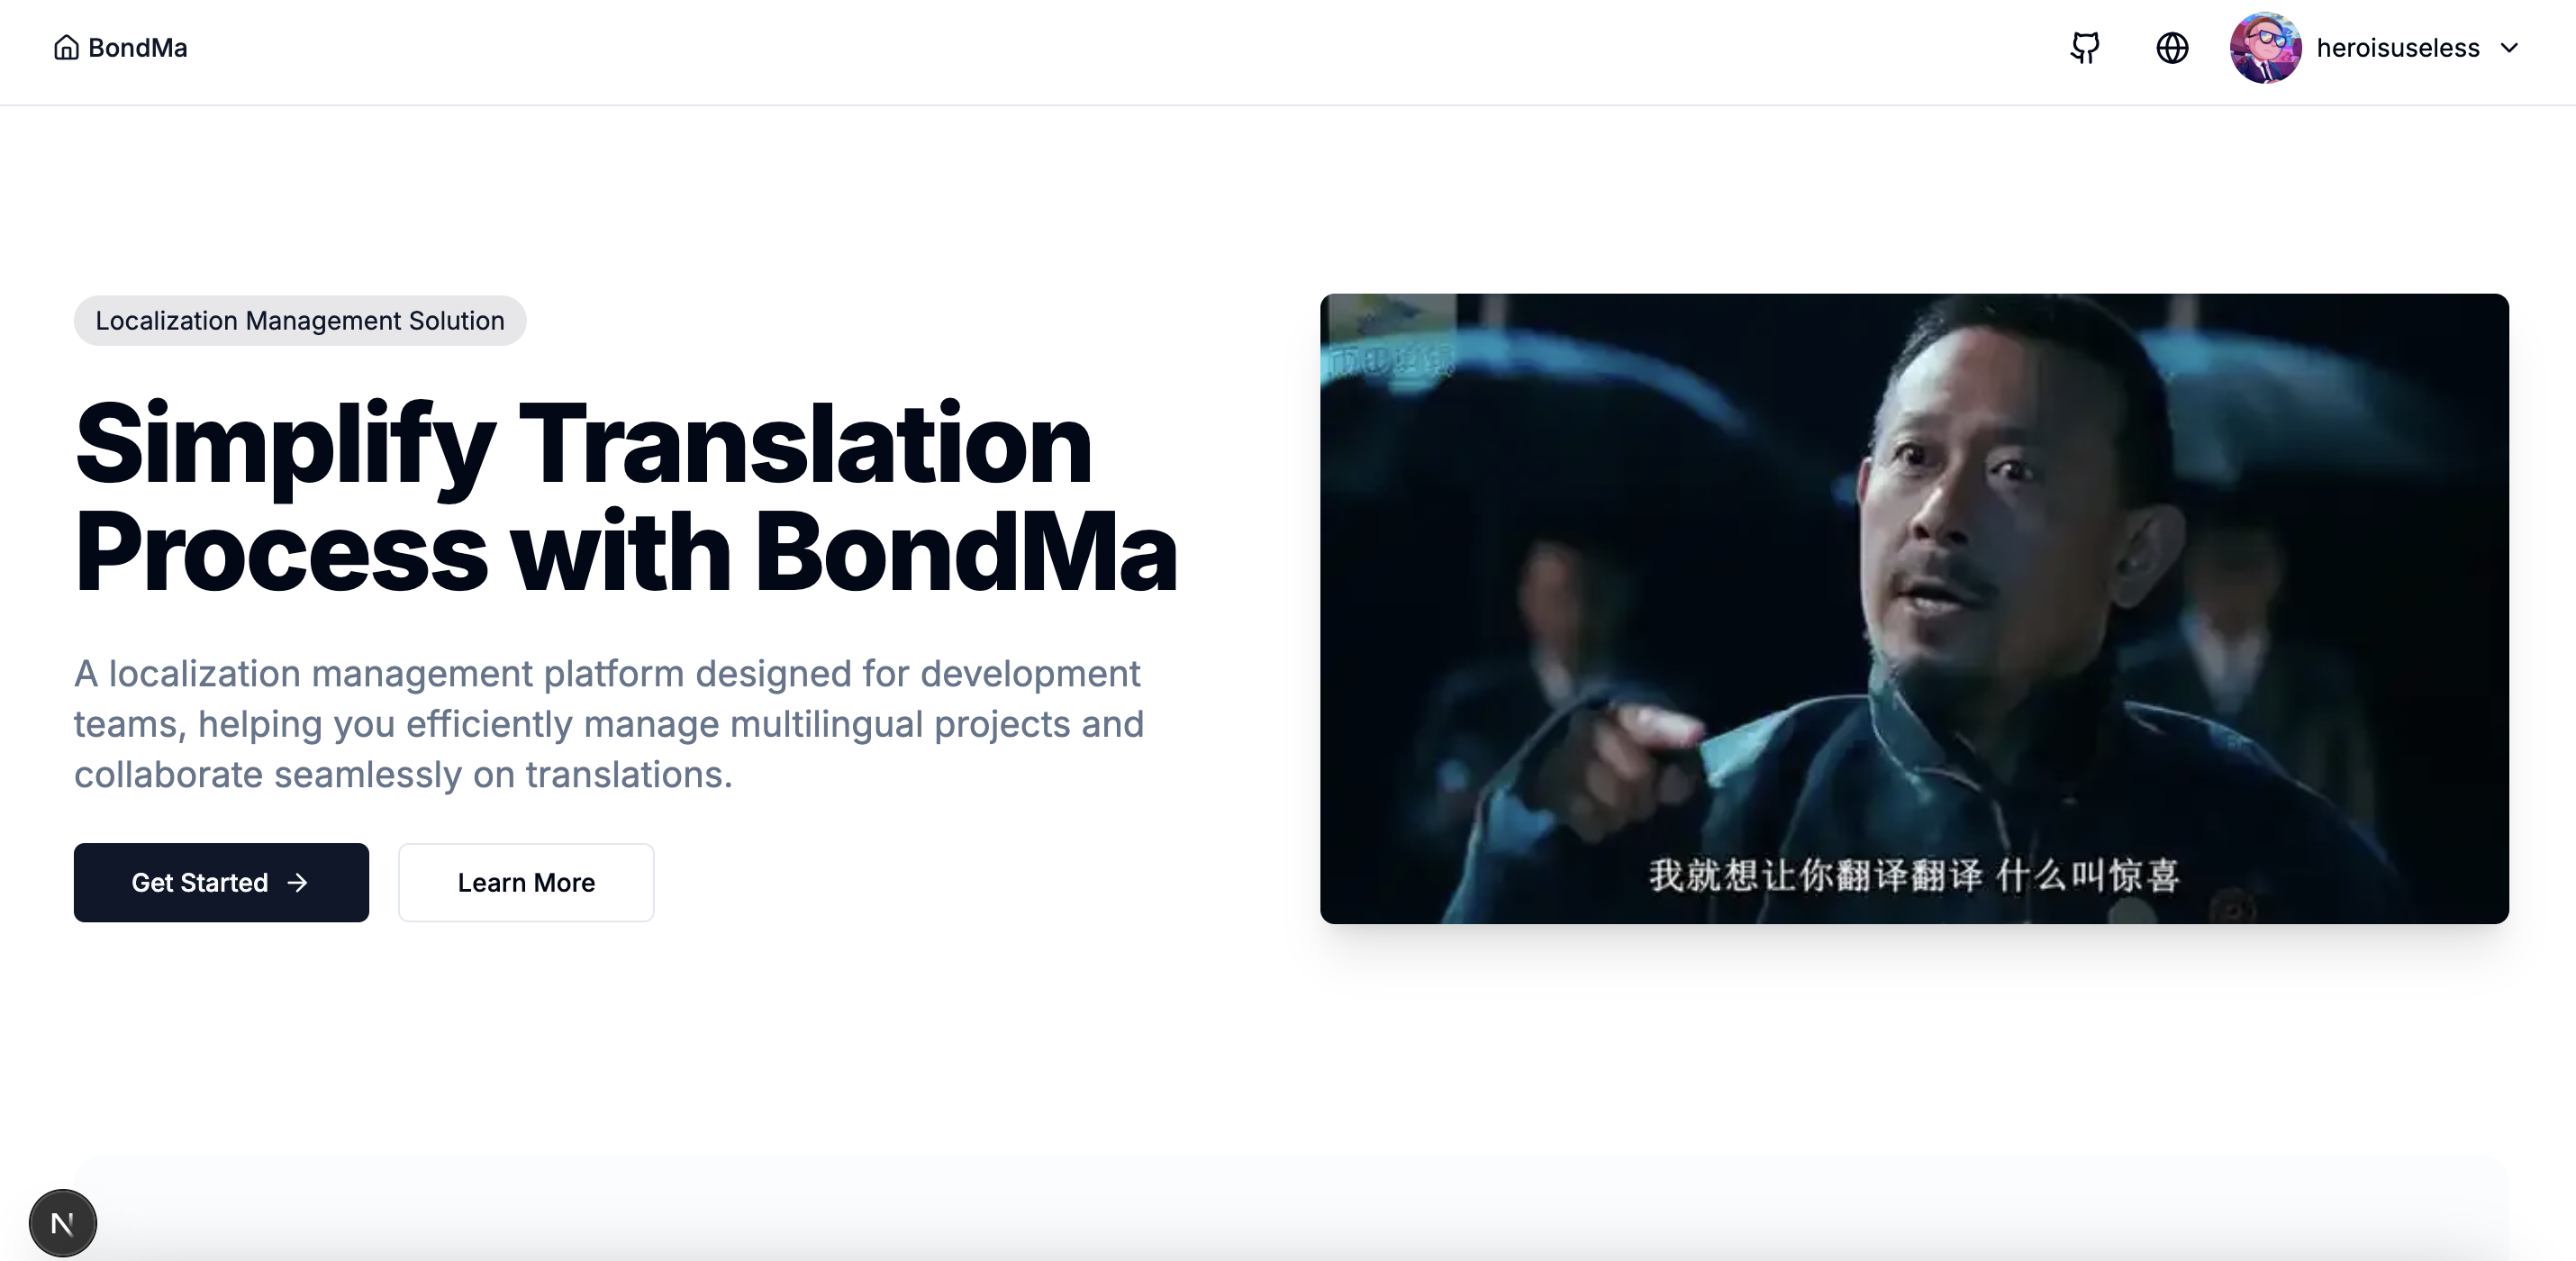 BondMa
heroisuseless
Localization Management Solution
Simplify Translation
Process with BondMa
A localization management platform designed for development
teams, helping you efficiently manage multilingual projects and
collaborate seamlessly on translations.
Get Started
Learn More
我就想让你翻译翻译 什么叫惊喜
N